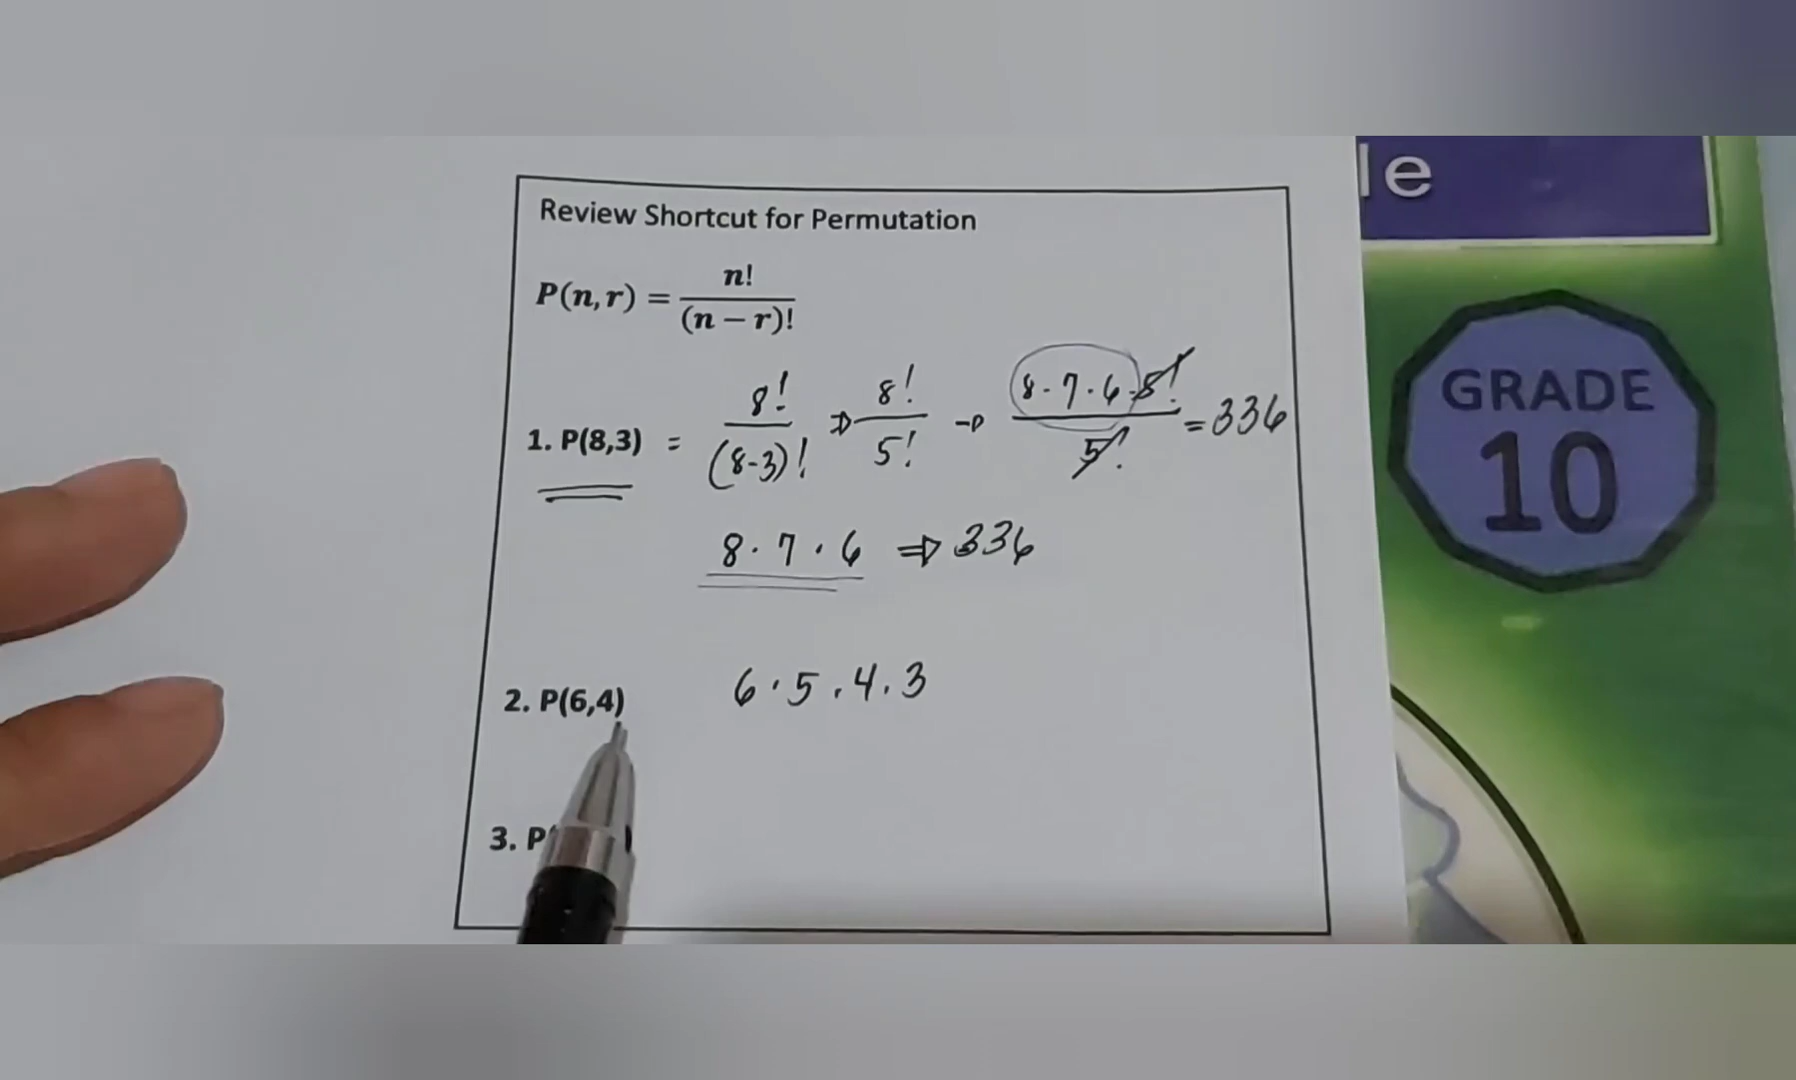 le
Review Shortcut for Permutation
P(n, r) = n! / (n − r)!
1. P(8,3) = 8! / (8-3)! ⇒ 8! / 5! → 8·7·6·5! / 5! = 336
8·7·6 ⇒ 336
2. P(6,4) 6·5·4·3
3. P
GRADE
10